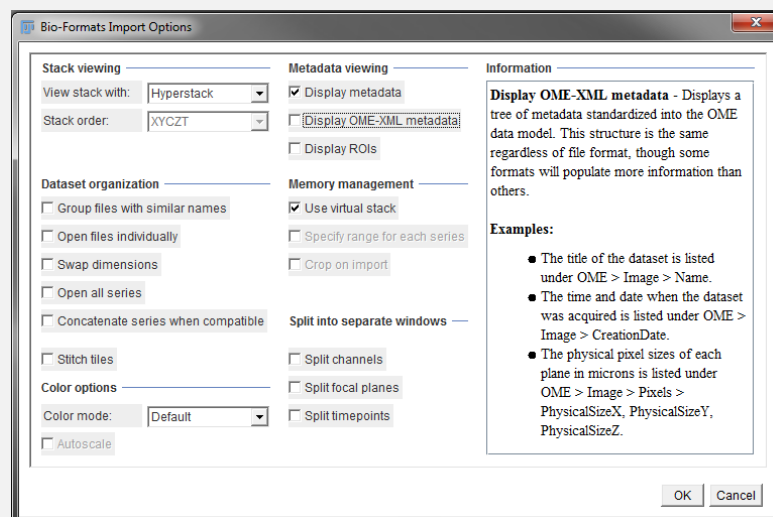 Bio-Formats Import Options
Stack viewing
View stack with: Hyperstack
Stack order: XYCZT
Metadata viewing
Display metadata
Display OME-XML metadata
Display ROIs
Dataset organization
Group files with similar names
Open files individually
Swap dimensions
Open all series
Concatenate series when compatible
Stitch tiles
Memory management
Use virtual stack
Specify range for each series
Crop on import
Color options
Color mode: Default
Autoscale
Split into separate windows
Split channels
Split focal planes
Split timepoints
Information
Display OME-XML metadata - Displays a
tree of metadata standardized into the OME
data model. This structure is the same
regardless of file format, though some
formats will populate more information than
others.
Examples:
The title of the dataset is listed
under OME > Image > Name.
The time and date when the dataset
was acquired is listed under OME >
Image > CreationDate.
The physical pixel sizes of each
plane in microns is listed under
OME > Image > Pixels >
PhysicalSizeX, PhysicalSizeY,
PhysicalSizeZ.
OK
Cancel